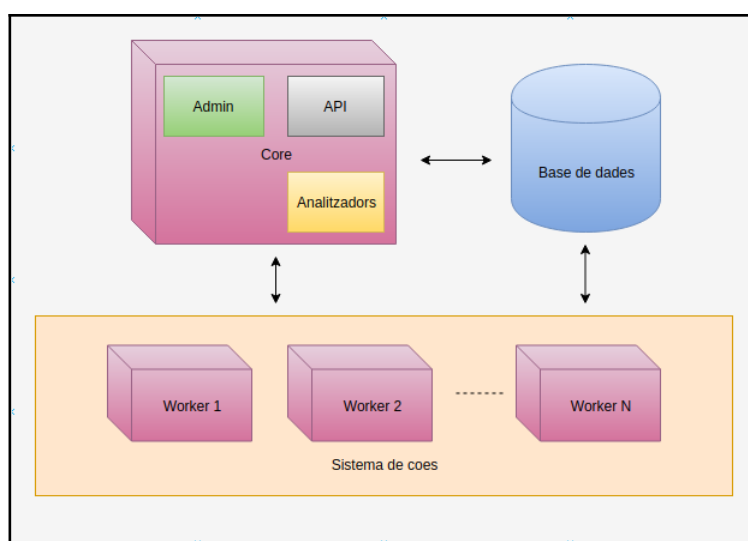 Admin
API
Core
Analitzadors
Base de dades
Worker 1
Worker 2
Worker N
Sistema de coes